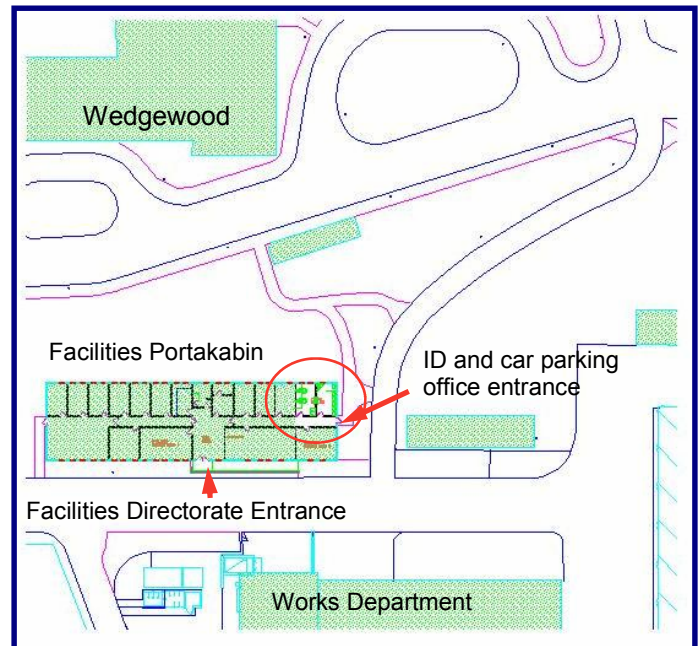 Wedgewood
Facilities Portakabin
ID and car parking
office entrance
Facilities Directorate Entrance
Works Department